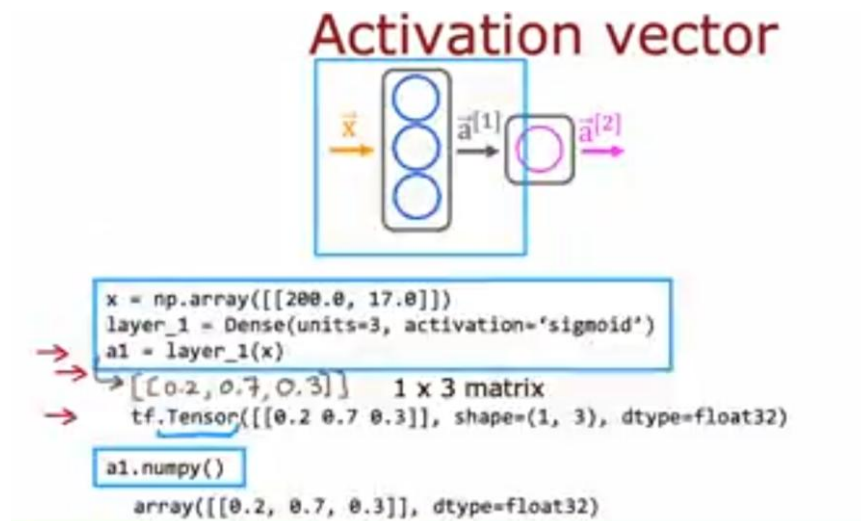 Activation vector
x⃗ a⃗[1] a⃗[2]
x = np.array([[200.0, 17.0]])
layer_1 = Dense(units=3, activation=‘sigmoid’)
a1 = layer_1(x)
[[0.2, 0.7, 0.3]] 1 x 3 matrix
tf.Tensor([[0.2 0.7 0.3]], shape=(1, 3), dtype=float32)
a1.numpy()
array([[0.2, 0.7, 0.3]], dtype=float32)